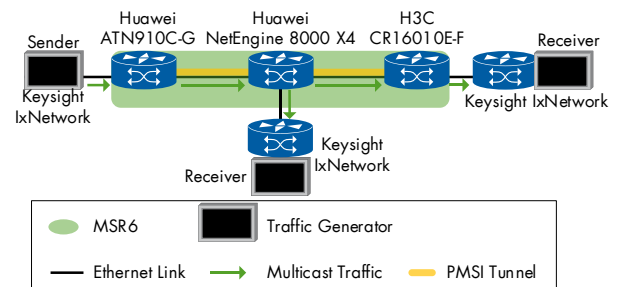 Huawei
ATN910C-G
Huawei
NetEngine 8000 X4
H3C
CR16010E-F
Sender
Receiver
Keysight
IxNetwork
Keysight IxNetwork
Keysight
IxNetwork
Receiver
MSR6
Traffic Generator
Ethernet Link
Multicast Traffic
PMSI Tunnel